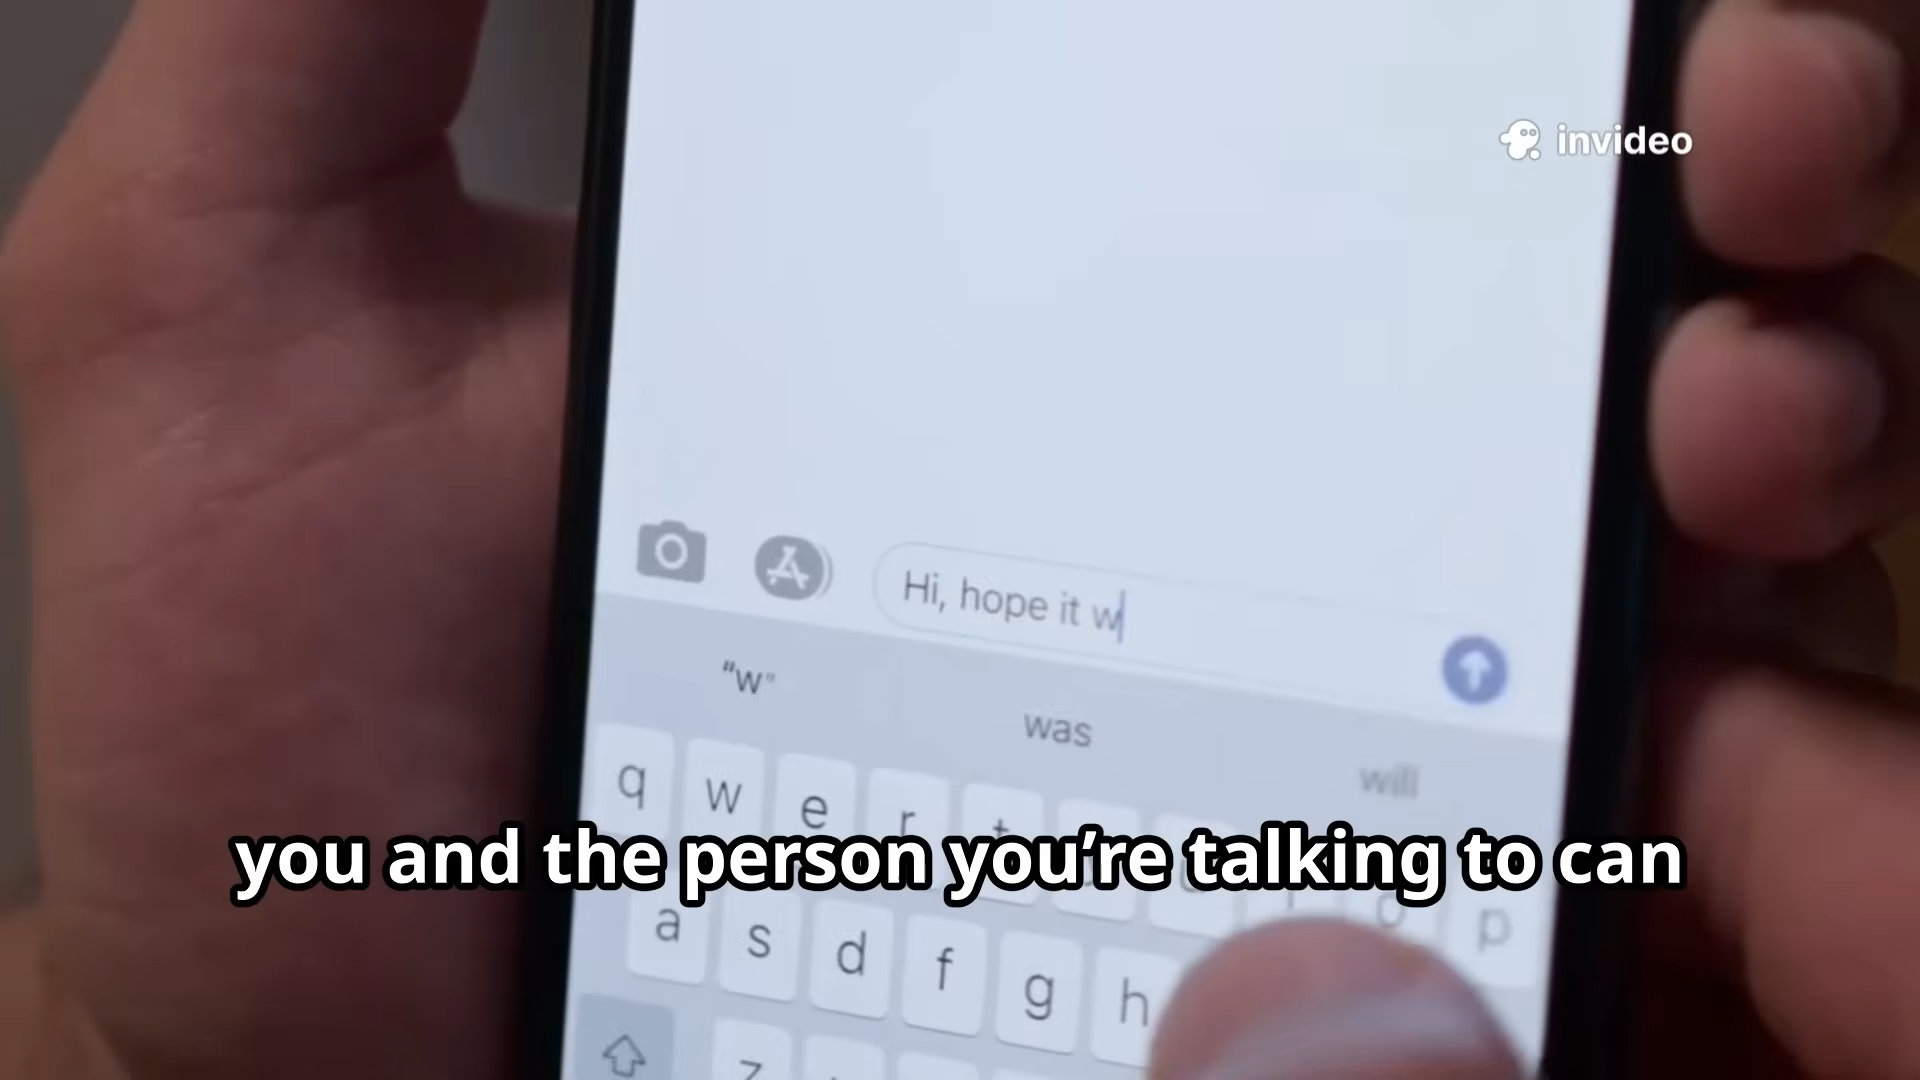 invideo
Hi, hope it w
“w” was will
q w e r t o p
you and the person you’re talking to can
a s d f g h
z